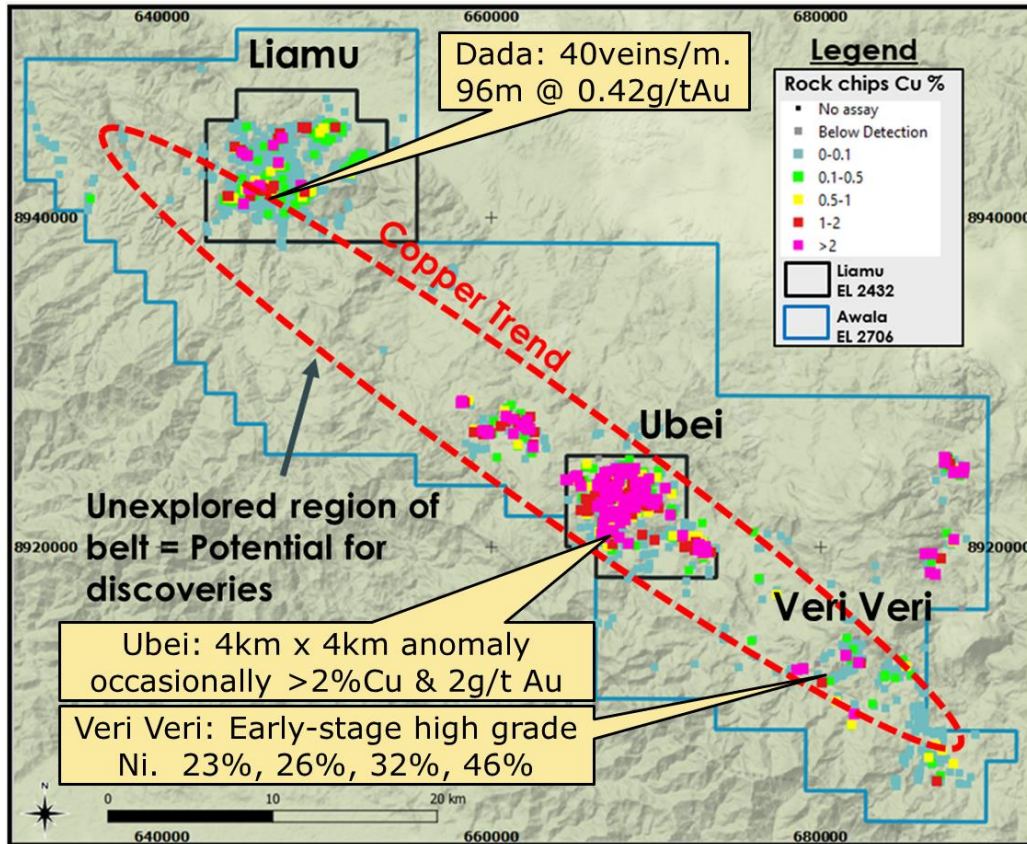 640000
660000
680000
Liamu
Dada: 40veins/m.
96m @ 0.42g/tAu
Legend
Rock chips Cu %
No assay
Below Detection
0-0.1
0.1-0.5
0.5-1
1-2
>2
Liamu
EL 2432
Awala
EL 2706
8940000
8940000
Copper Trend
Ubei
Unexplored region of
belt = Potential for
discoveries
8920000
8920000
Veri Veri
Ubei: 4km x 4km anomaly
occasionally >2%Cu & 2g/t Au
Veri Veri: Early-stage high grade
Ni.  23%, 26%, 32%, 46%
N
0
10
20 km
640000
660000
680000